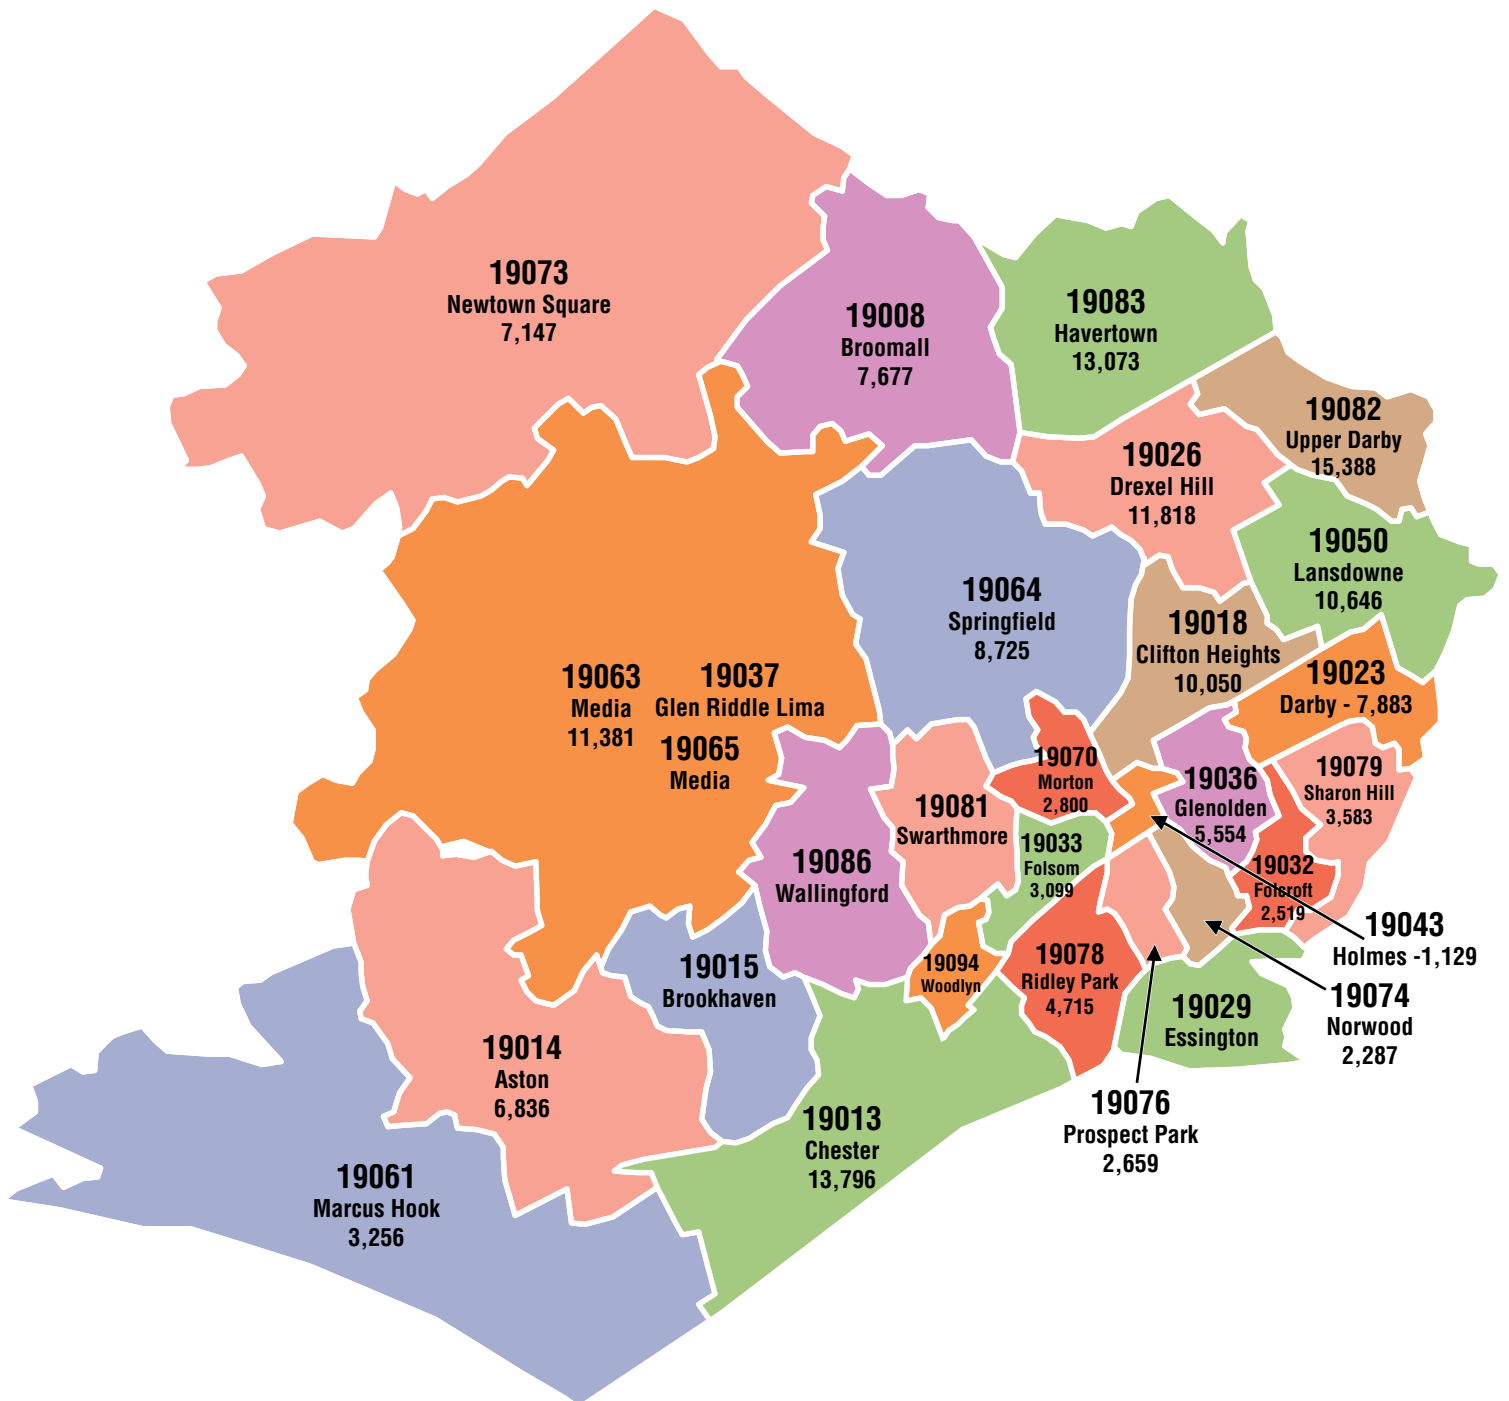 19073
Newtown Square
7,147
19008
Broomall
7,677
19083
Havertown
13,073
19082
Upper Darby
15,388
19026
Drexel Hill
11,818
19050
Lansdowne
10,646
19064
Springfield
8,725
19018
Clifton Heights
10,050
19023
Darby - 7,883
19063
Media
11,381
19037
Glen Riddle Lima
19065
Media
19070
Morton
2,800
19036
Glenolden
5,554
19079
Sharon Hill
3,583
19081
Swarthmore
19033
Folsom
3,099
19086
Wallingford
19032
Folcroft
2,519
19043
Holmes -1,129
19094
Woodlyn
19078
Ridley Park
4,715
19015
Brookhaven
19029
Essington
19074
Norwood
2,287
19014
Aston
6,836
19013
Chester
13,796
19076
Prospect Park
2,659
19061
Marcus Hook
3,256